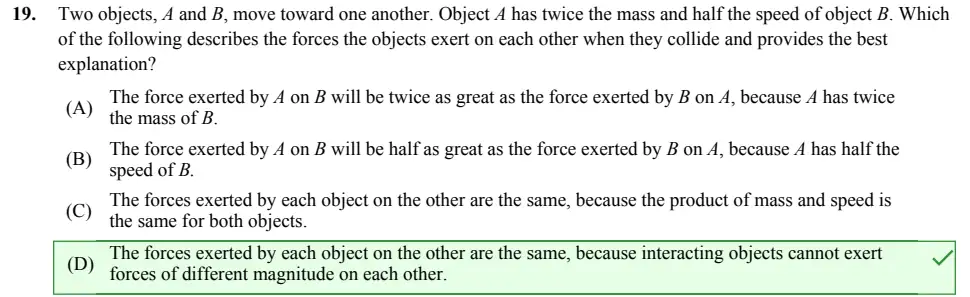 19. Two objects, A and B, move toward one another. Object A has twice the mass and half the speed of object B. Which
of the following describes the forces the objects exert on each other when they collide and provides the best
explanation?
(A) The force exerted by A on B will be twice as great as the force exerted by B on A, because A has twice
the mass of B.
(B) The force exerted by A on B will be half as great as the force exerted by B on A, because A has half the
speed of B.
(C) The forces exerted by each object on the other are the same, because the product of mass and speed is
the same for both objects.
(D) The forces exerted by each object on the other are the same, because interacting objects cannot exert
forces of different magnitude on each other.